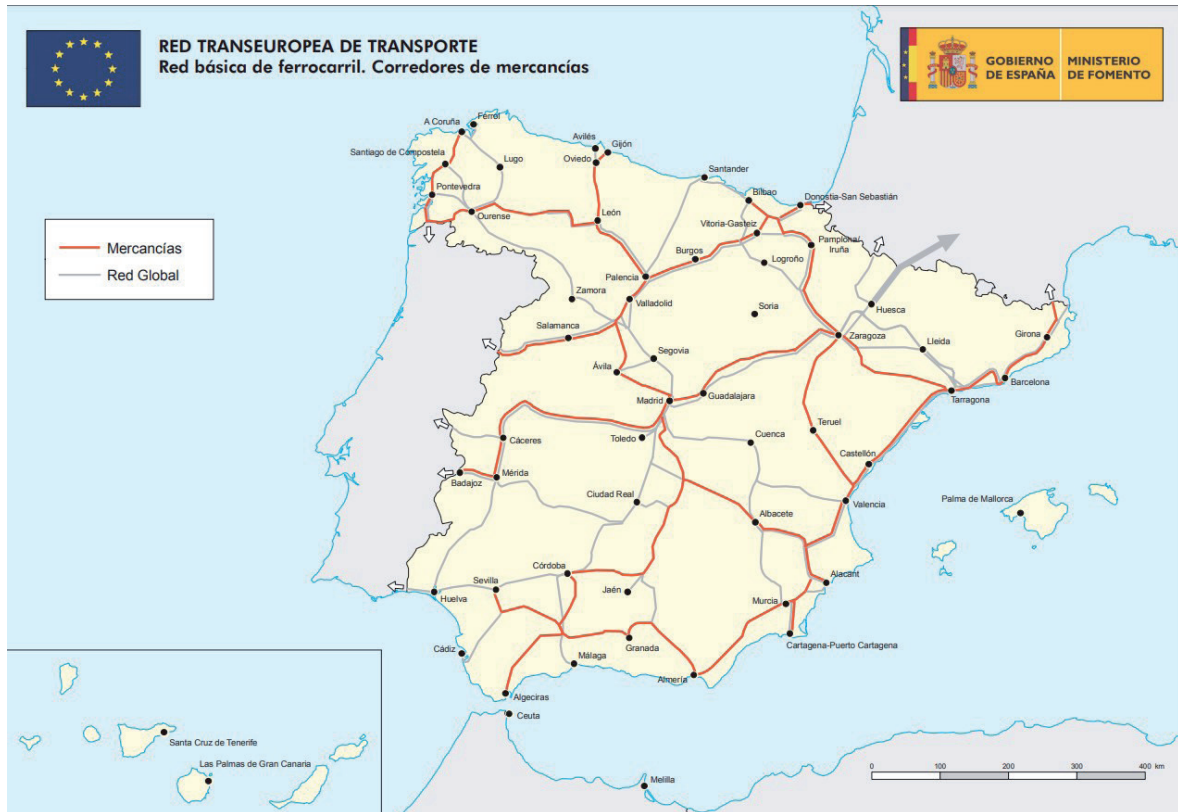 RED TRANSEUROPEA DE TRANSPORTE
Red básica de ferrocarril. Corredores de mercancías
GOBIERNO
DE ESPAÑA
MINISTERIO
DE FOMENTO
Mercancías
Red Global
A Coruña
Ferrol
Santiago de Compostela
Lugo
Pontevedra
Ourense
Avilés
Gijón
Oviedo
León
Santander
Bilbao
Donostia-San Sebastián
Vitoria-Gasteiz
Pamplona/
Iruña
Burgos
Logroño
Palencia
Zamora
Valladolid
Soria
Huesca
Salamanca
Segovia
Zaragoza
Lleida
Girona
Ávila
Barcelona
Madrid
Guadalajara
Tarragona
Cáceres
Toledo
Cuenca
Teruel
Castellón
Badajoz
Mérida
Ciudad Real
Albacete
Valencia
Palma de Mallorca
Córdoba
Alacant
Huelva
Sevilla
Jaén
Murcia
Cádiz
Málaga
Granada
Cartagena-Puerto Cartagena
Almería
Algeciras
Ceuta
Melilla
Santa Cruz de Tenerife
Las Palmas de Gran Canaria
0 100 200 300 400 km